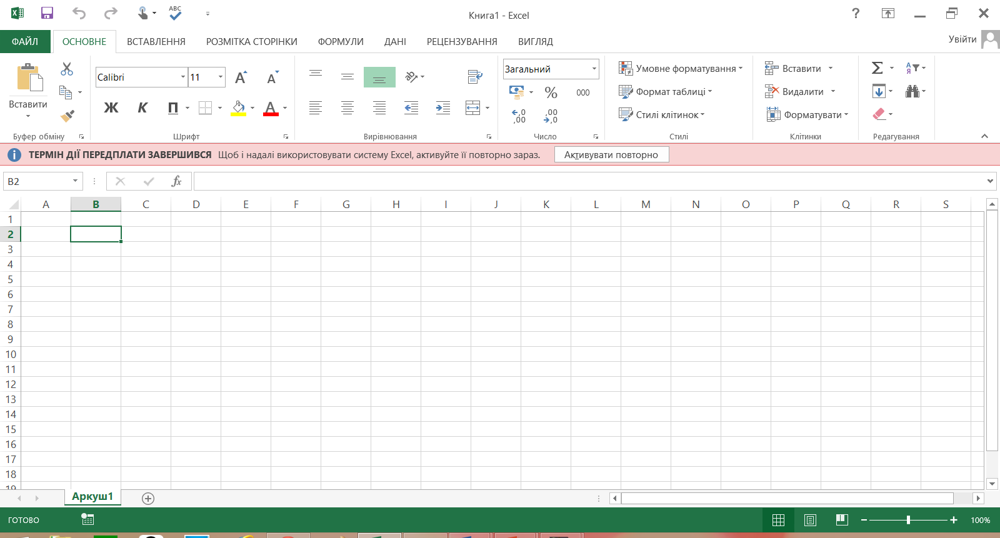 ABC
Книга1 - Excel
?
ФАЙЛ ОСНОВНЕ ВСТАВЛЕННЯ РОЗМІТКА СТОРІНКИ ФОРМУЛИ ДАНІ РЕЦЕНЗУВАННЯ ВИГЛЯД Увійти
Вставити
Calibri 11 A A
Ж К П A
Загальний
% 000
←,0 ,00 ,00 →,0
Умовне форматування
Формат таблиці
Стилі клітинок
Вставити
Видалити
Форматувати
Σ А Я
Буфер обміну Шрифт Вирівнювання Число Стилі Клітинки Редагування
ТЕРМІН ДІЇ ПЕРЕДПЛАТИ ЗАВЕРШИВСЯ Щоб і надалі використовувати систему Excel, активуйте її повторно зараз. Активувати повторно
B2 fx
A B C D E F G H I J K L M N O P Q R S
1
2
3
4
5
6
7
8
9
10
11
12
13
14
15
16
17
18
19
Аркуш1
ГОТОВО 100%